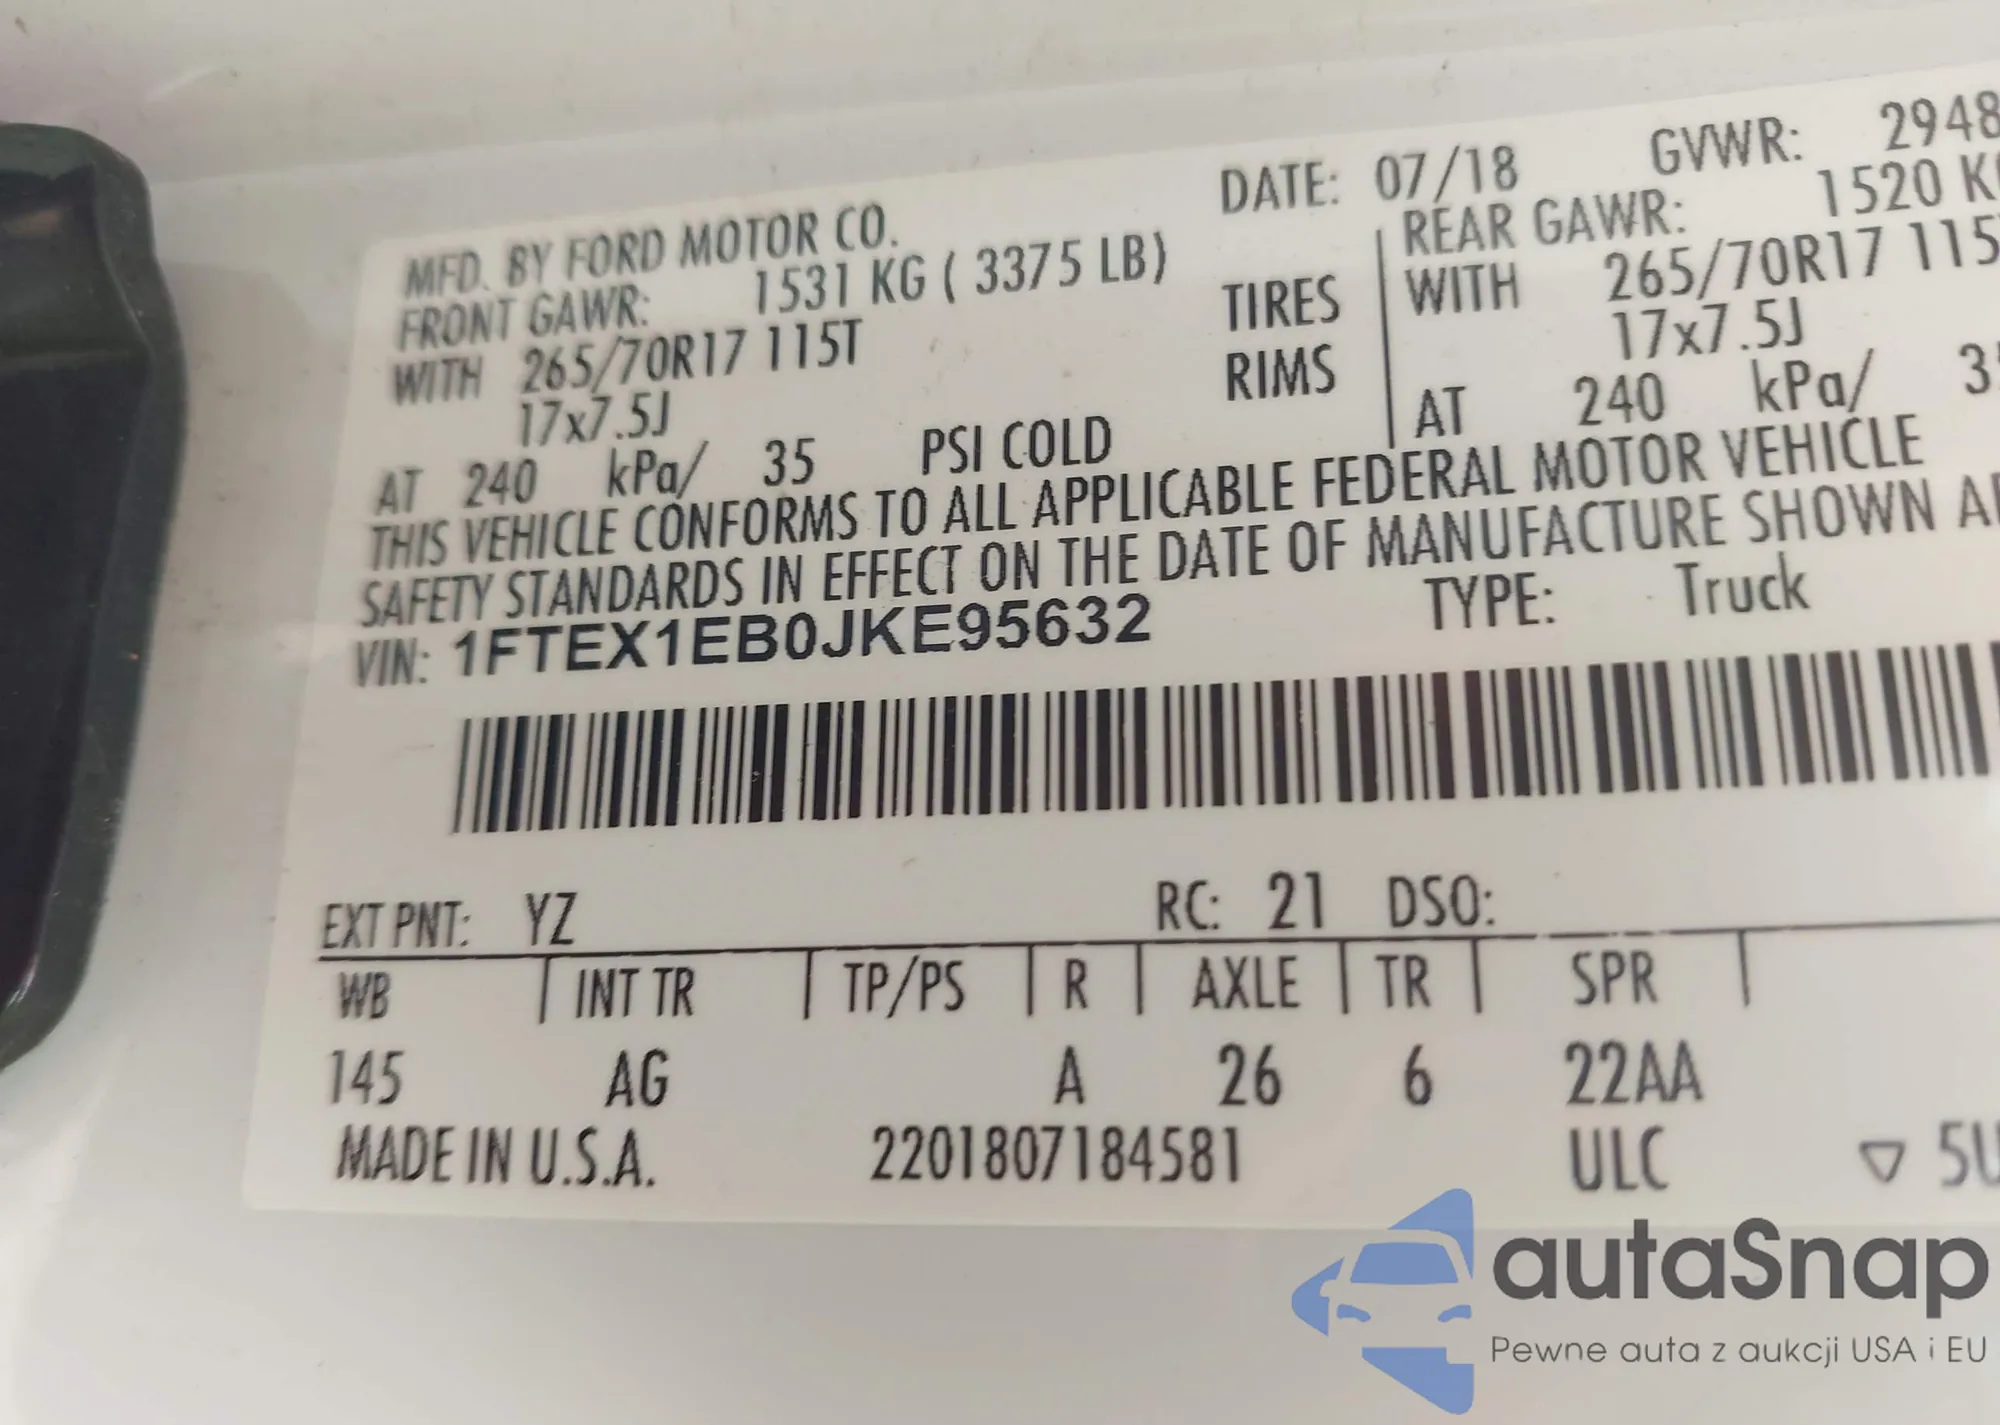 DATE: 07/18 GVWR: 2948
MFD. BY FORD MOTOR CO.
FRONT GAWR: 1531 KG ( 3375 LB) REAR GAWR: 1520 K
WITH 265/70R17 115T TIRES WITH 265/70R17 115
17x7.5J RIMS 17x7.5J
AT 240 kPa/ 35 PSI COLD AT 240 kPa/ 3
THIS VEHICLE CONFORMS TO ALL APPLICABLE FEDERAL MOTOR VEHICLE
SAFETY STANDARDS IN EFFECT ON THE DATE OF MANUFACTURE SHOWN
VIN: 1FTEX1EB0JKE95632 TYPE: Truck
EXT PNT: YZ RC: 21 DSO:
WB INT TR TP/PS R AXLE TR SPR
145 AG A 26 6 22AA
MADE IN U.S.A. 2201807184581 ULC ▽ 5U
autaSnap
Pewne auta z aukcji USA i EU